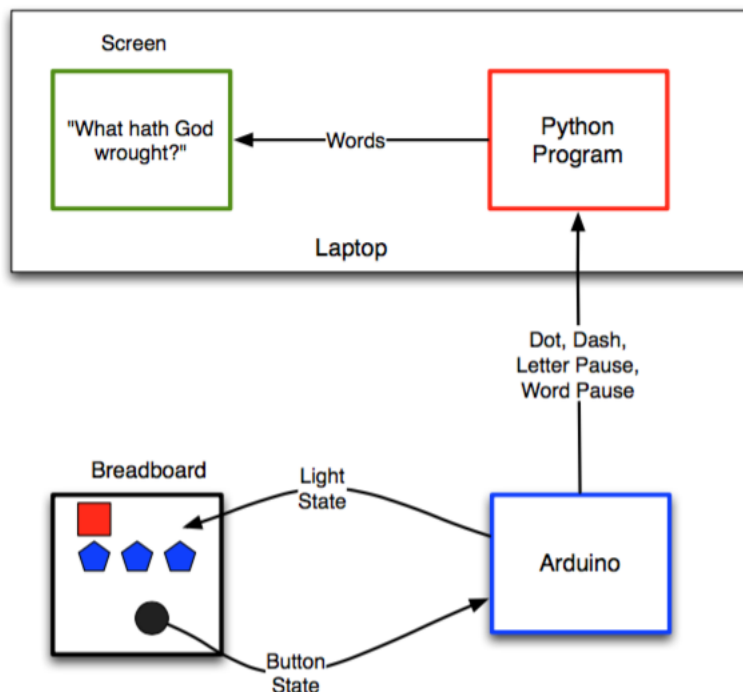 Screen
"What hath God
wrought?"
Words
Python
Program
Laptop
Dot, Dash,
Letter Pause,
Word Pause
Breadboard
Light
State
Arduino
Button
State